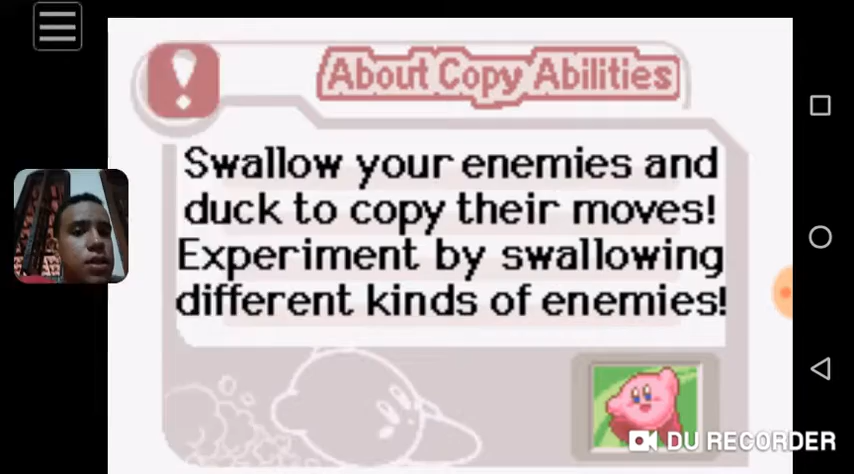 About Copy Abilities
Swallow your enemies and
duck to copy their moves!
Experiment by swallowing
different kinds of enemies!
DU RECORDER